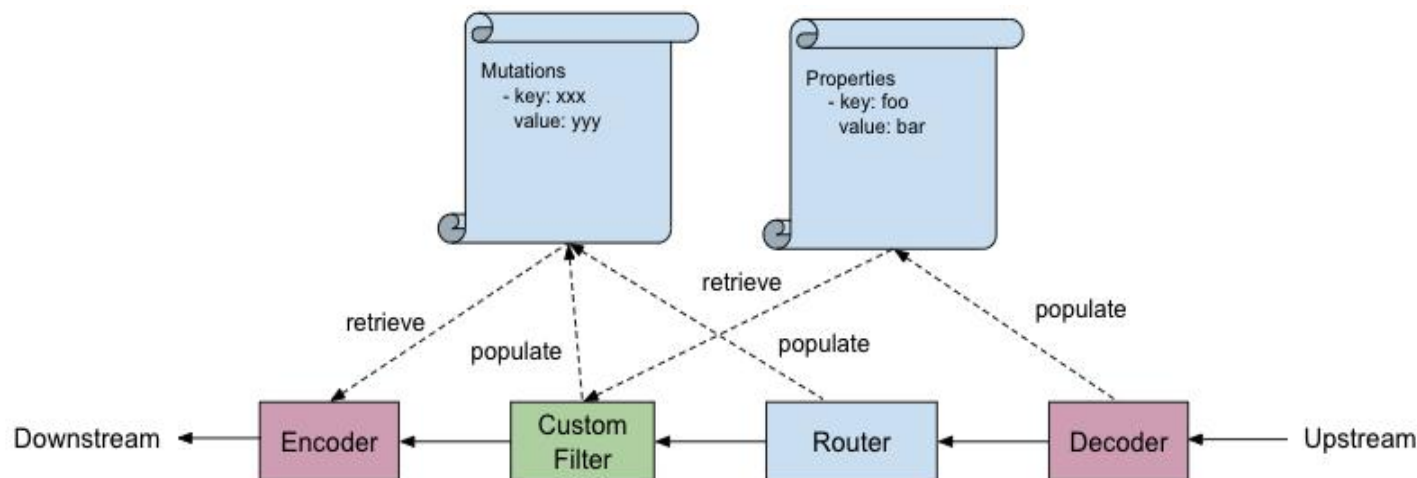 Mutations
- key: xxx
value: yyy
Properties
- key: foo
value: bar
retrieve
populate
retrieve
populate
populate
Downstream
Encoder
Custom
Filter
Router
Decoder
Upstream